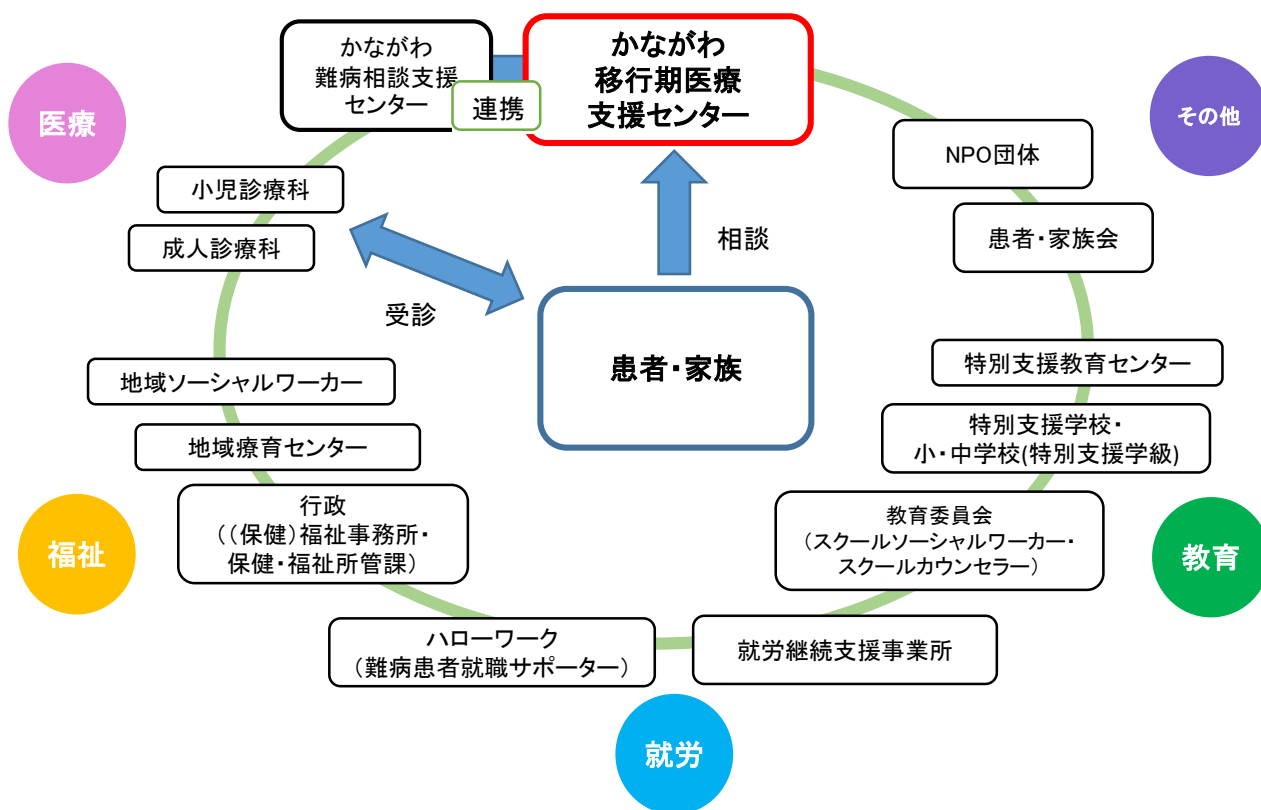 かながわ
難病相談支援
センター
連携
かながわ
移行期医療
支援センター
医療
その他
NPO団体
小児診療科
患者・家族会
成人診療科
相談
受診
患者・家族
特別支援教育センター
地域ソーシャルワーカー
特別支援学校・
小・中学校(特別支援学級)
地域療育センター
行政
((保健)福祉事務所・
保健・福祉所管課)
教育委員会
(スクールソーシャルワーカー・
スクールカウンセラー)
福祉
教育
ハローワーク
(難病患者就職サポーター)
就労継続支援事業所
就労